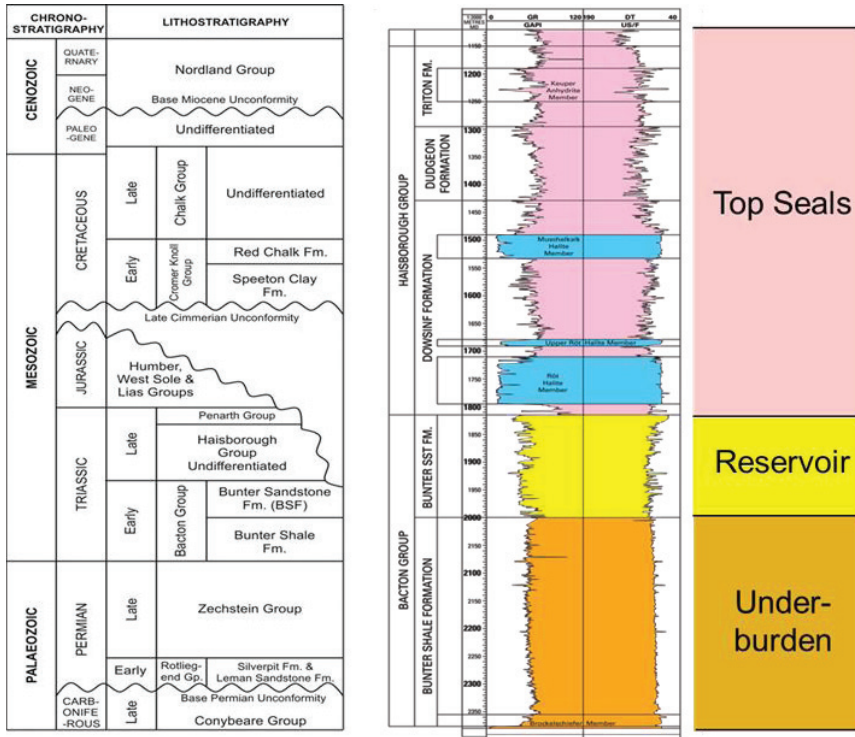 CHRONO-
STRATIGRAPHY
LITHOSTRATIGRAPHY
CENOZOIC
QUATE-
RNARY
NEO-
GENE
PALEO
-GENE
Nordland Group
Base Miocene Unconformity
Undifferentiated
MESOZOIC
CRETACEOUS
Late
Chalk Group
Undifferentiated
Early
Cromer Knoll
Group
Red Chalk Fm.
Speeton Clay
Fm.
Late Cimmerian Unconformity
JURASSIC
Humber,
West Sole &
Lias Groups
TRIASSIC
Late
Penarth Group
Haisborough
Group
Undifferentiated
Early
Bacton Group
Bunter Sandstone
Fm. (BSF)
Bunter Shale
Fm.
PALAEOZOIC
PERMIAN
Late
Zechstein Group
Early
Rotlieg-
end Gp.
Silverpit Fm. &
Leman Sandstone Fm.
Base Permian Unconformity
CARB-
ONIFE
-ROUS
Late
Conybeare Group
METRES
MD
0 GR 120
GAPI
190 DT 40
US/F
HAISBOROUGH GROUP
TRITON FM.
DUDGEON
FORMATION
DOWSINF FORMATION
BACTON GROUP
BUNTER SST FM.
BUNTER SHALE FORMATION
1150
1200
1250
1300
1350
1400
1450
1500
1550
1600
1650
1700
1750
1800
1850
1900
1950
2000
2050
2100
2150
2200
2250
2300
2350
Keuper
Anhydrite
Member
Muschalkalk
Halite
Member
Upper Röt Halite Member
Röt
Halite
Member
Brockelschiefer Member
Top Seals
Reservoir
Under-
burden